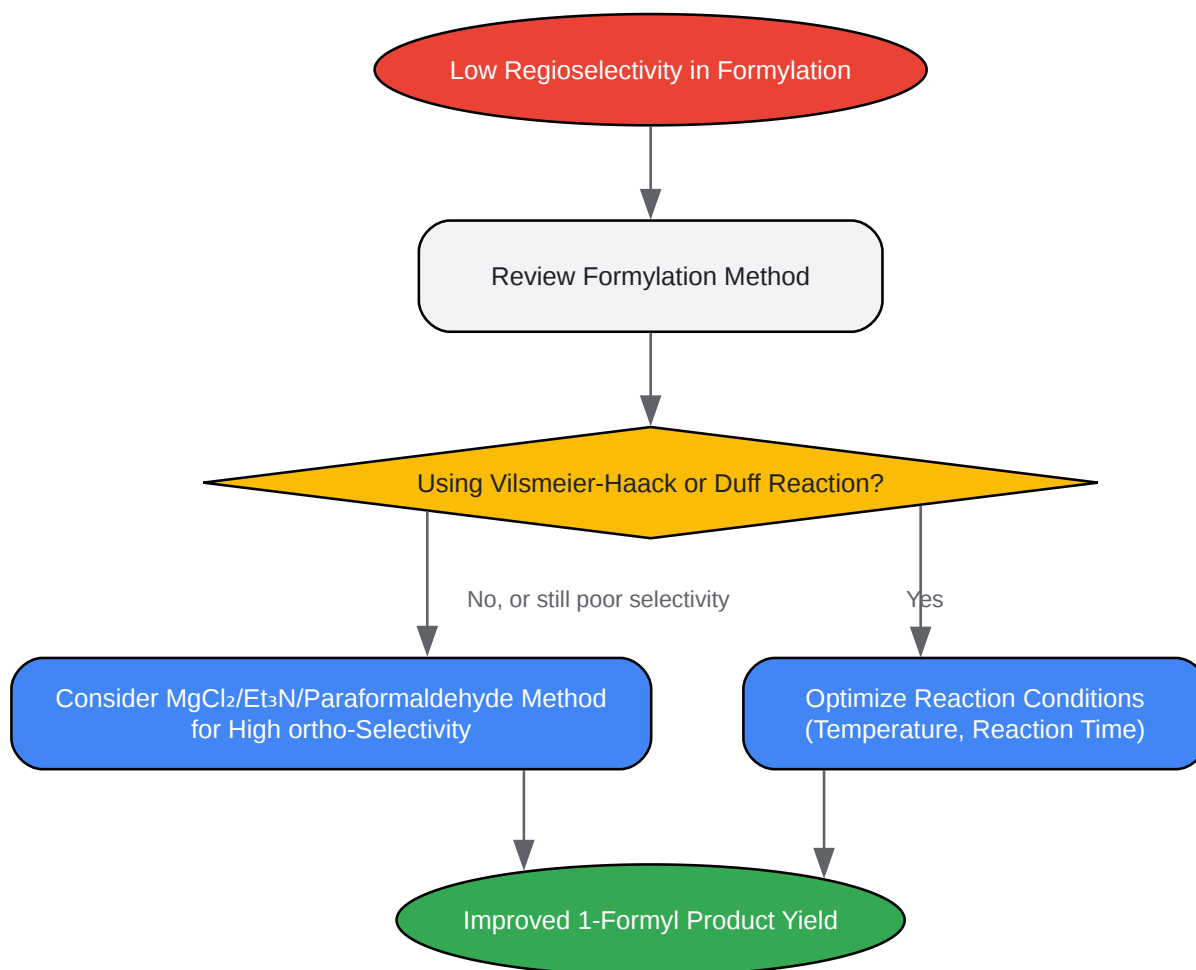 Low Regioselectivity in Formylation
Review Formylation Method
Using Vilsmeier-Haack or Duff Reaction?
No, or still poor selectivity
Yes
Consider MgCl₂/Et₃N/Paraformaldehyde Method
for High ortho-Selectivity
Optimize Reaction Conditions
(Temperature, Reaction Time)
Improved 1-Formyl Product Yield